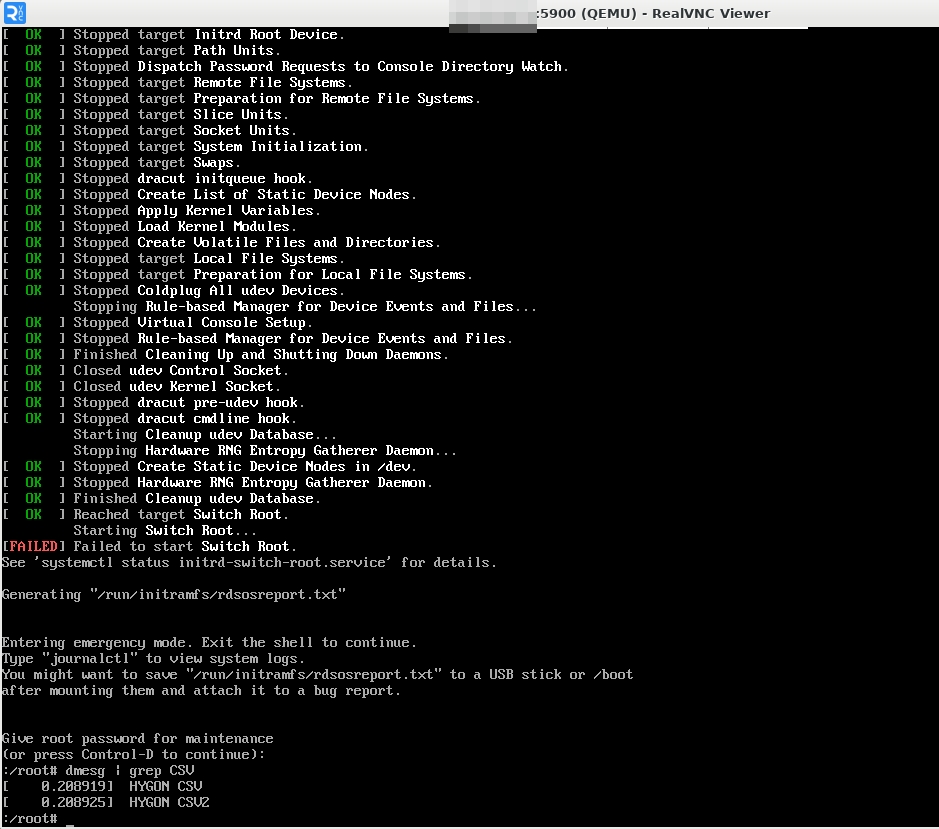 :5900 (QEMU) - RealVNC Viewer
[  OK  ] Stopped target Initrd Root Device.
[  OK  ] Stopped target Path Units.
[  OK  ] Stopped Dispatch Password Requests to Console Directory Watch.
[  OK  ] Stopped target Remote File Systems.
[  OK  ] Stopped target Preparation for Remote File Systems.
[  OK  ] Stopped target Slice Units.
[  OK  ] Stopped target Socket Units.
[  OK  ] Stopped target System Initialization.
[  OK  ] Stopped target Swaps.
[  OK  ] Stopped dracut initqueue hook.
[  OK  ] Stopped Create List of Static Device Nodes.
[  OK  ] Stopped Apply Kernel Variables.
[  OK  ] Stopped Load Kernel Modules.
[  OK  ] Stopped Create Volatile Files and Directories.
[  OK  ] Stopped target Local File Systems.
[  OK  ] Stopped target Preparation for Local File Systems.
[  OK  ] Stopped Coldplug All udev Devices.
         Stopping Rule-based Manager for Device Events and Files...
[  OK  ] Stopped Virtual Console Setup.
[  OK  ] Stopped Rule-based Manager for Device Events and Files.
[  OK  ] Finished Cleaning Up and Shutting Down Daemons.
[  OK  ] Closed udev Control Socket.
[  OK  ] Closed udev Kernel Socket.
[  OK  ] Stopped dracut pre-udev hook.
[  OK  ] Stopped dracut cmdline hook.
         Starting Cleanup udev Database...
         Stopping Hardware RNG Entropy Gatherer Daemon...
[  OK  ] Stopped Create Static Device Nodes in /dev.
[  OK  ] Stopped Hardware RNG Entropy Gatherer Daemon.
[  OK  ] Finished Cleanup udev Database.
[  OK  ] Reached target Switch Root.
         Starting Switch Root...
[FAILED] Failed to start Switch Root.
See 'systemctl status initrd-switch-root.service' for details.
Generating "/run/initramfs/rdsosreport.txt"
Entering emergency mode. Exit the shell to continue.
Type "journalctl" to view system logs.
You might want to save "/run/initramfs/rdsosreport.txt" to a USB stick or /boot
after mounting them and attach it to a bug report.
Give root password for maintenance
(or press Control-D to continue):
:/root# dmesg | grep CSV
[    0.208919]  HYGON CSV
[    0.208925]  HYGON CSV2
:/root# _